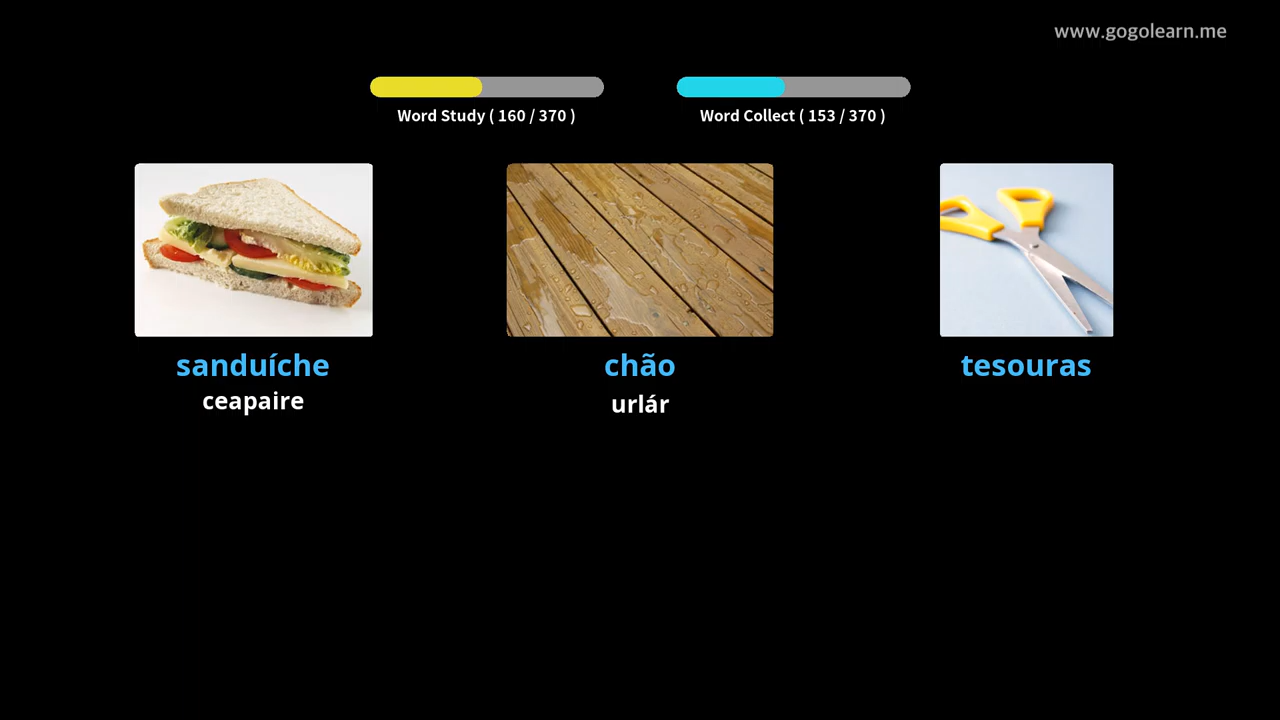 www.gogolearn.me
Word Study ( 160 / 370 )
Word Collect ( 153 / 370 )
sanduíche
ceapaire
chão
urlár
tesouras